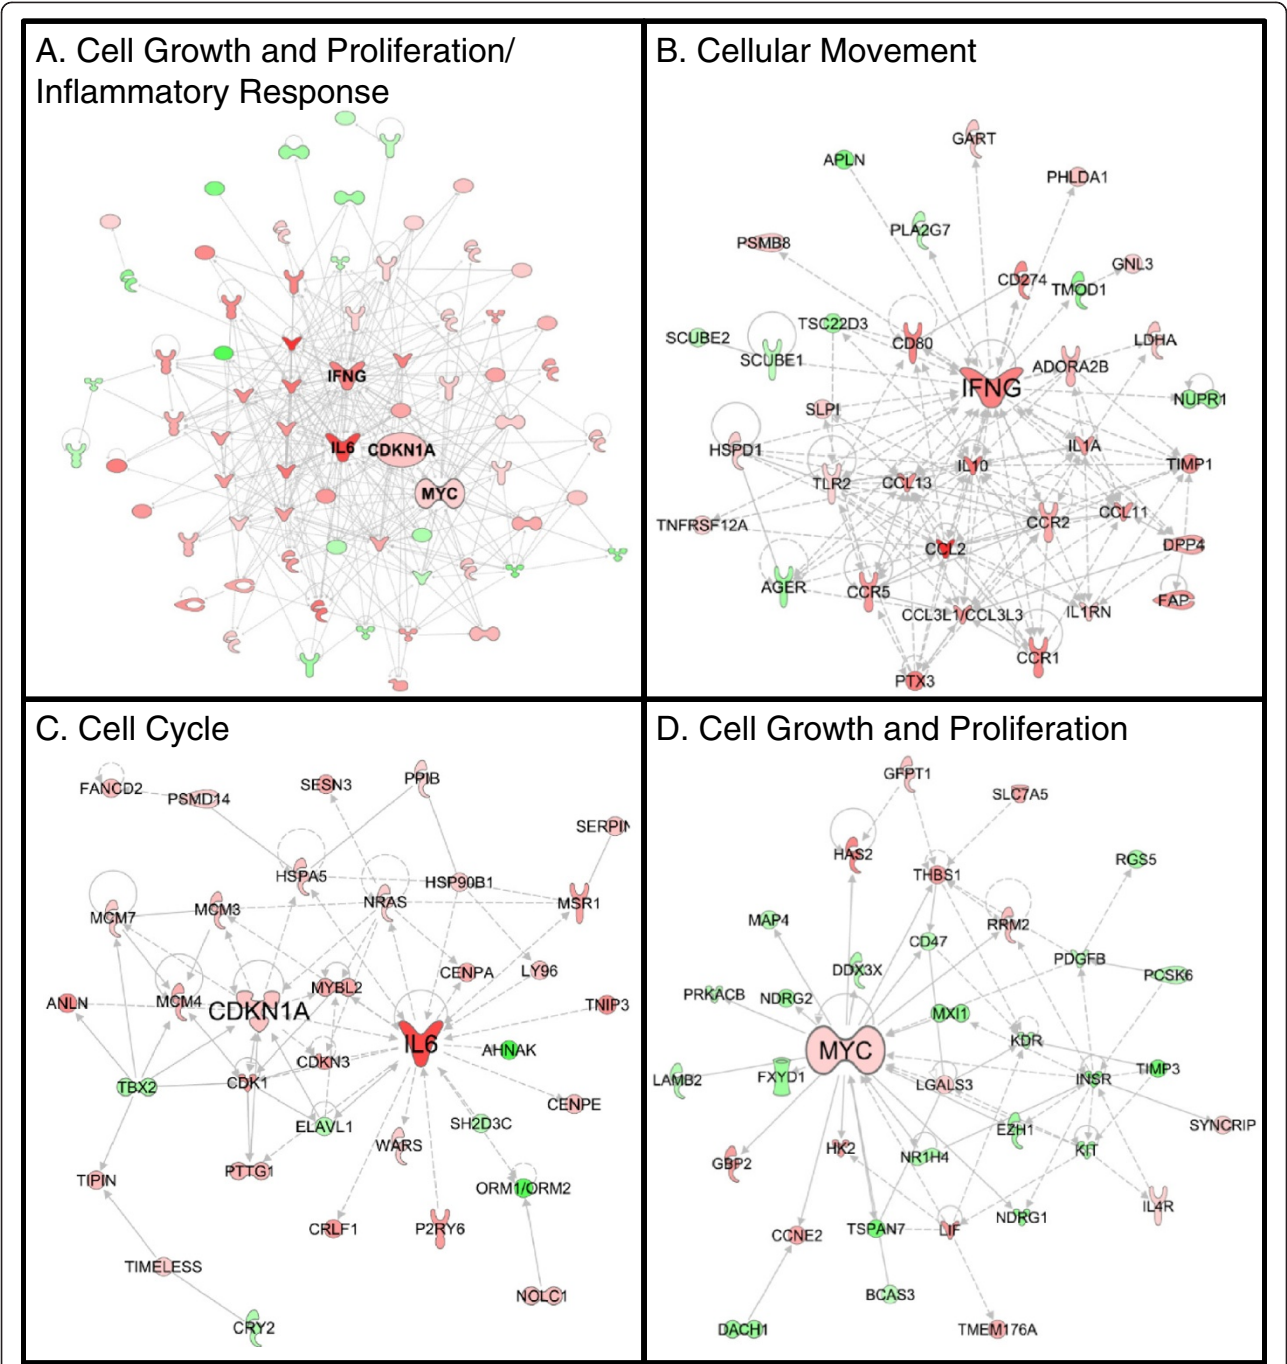 A. Cell Growth and Proliferation/
Inflammatory Response
IFNG
IL6
CDKN1A
MYC
B. Cellular Movement
GART
APLN
PHLDA1
PLA2G7
PSMB8
CD274
GNL3
TMOD1
SCUBE2
TSC22D3
CD80
LDHA
SCUBE1
ADORA2B
IFNG
NUPR1
SLPI
HSPD1
IL1A
IL10
TIMP1
TLR2
CCL13
CCL11
TNFRSF12A
CCR2
CCL2
DPP4
AGER
CCR5
FAP
CCL3L1/CCL3L3
IL1RN
CCR1
PTX3
C. Cell Cycle
FANCD2
PSMD14
SESN3
PPIB
SERPIN
HSPA5
HSP90B1
NRAS
MSR1
MCM7
MCM3
CENPA
LY96
MYBL2
ANLN
MCM4
CDKN1A
TNIP3
IL6
AHNAK
CDKN3
TBX2
CDK1
CENPE
ELAVL1
SH2D3C
WARS
PTTG1
TIPIN
ORM1/ORM2
CRLF1
P2RY6
TIMELESS
NOLC1
CRY2
D. Cell Growth and Proliferation
GFPT1
SLC7A5
HAS2
RGS5
THBS1
MAP4
RRM2
CD47
DDX3X
PDGFB
PCSK6
PRKACB
NDRG2
MXI1
KDR
MYC
TIMP3
LAMB2
FXYD1
LGALS3
INSR
SYNCRIP
EZH1
HK2
KIT
NR1H4
GBP2
IL4R
NDRG1
CCNE2
TSPAN7
LIF
BCAS3
DACH1
TMEM176A